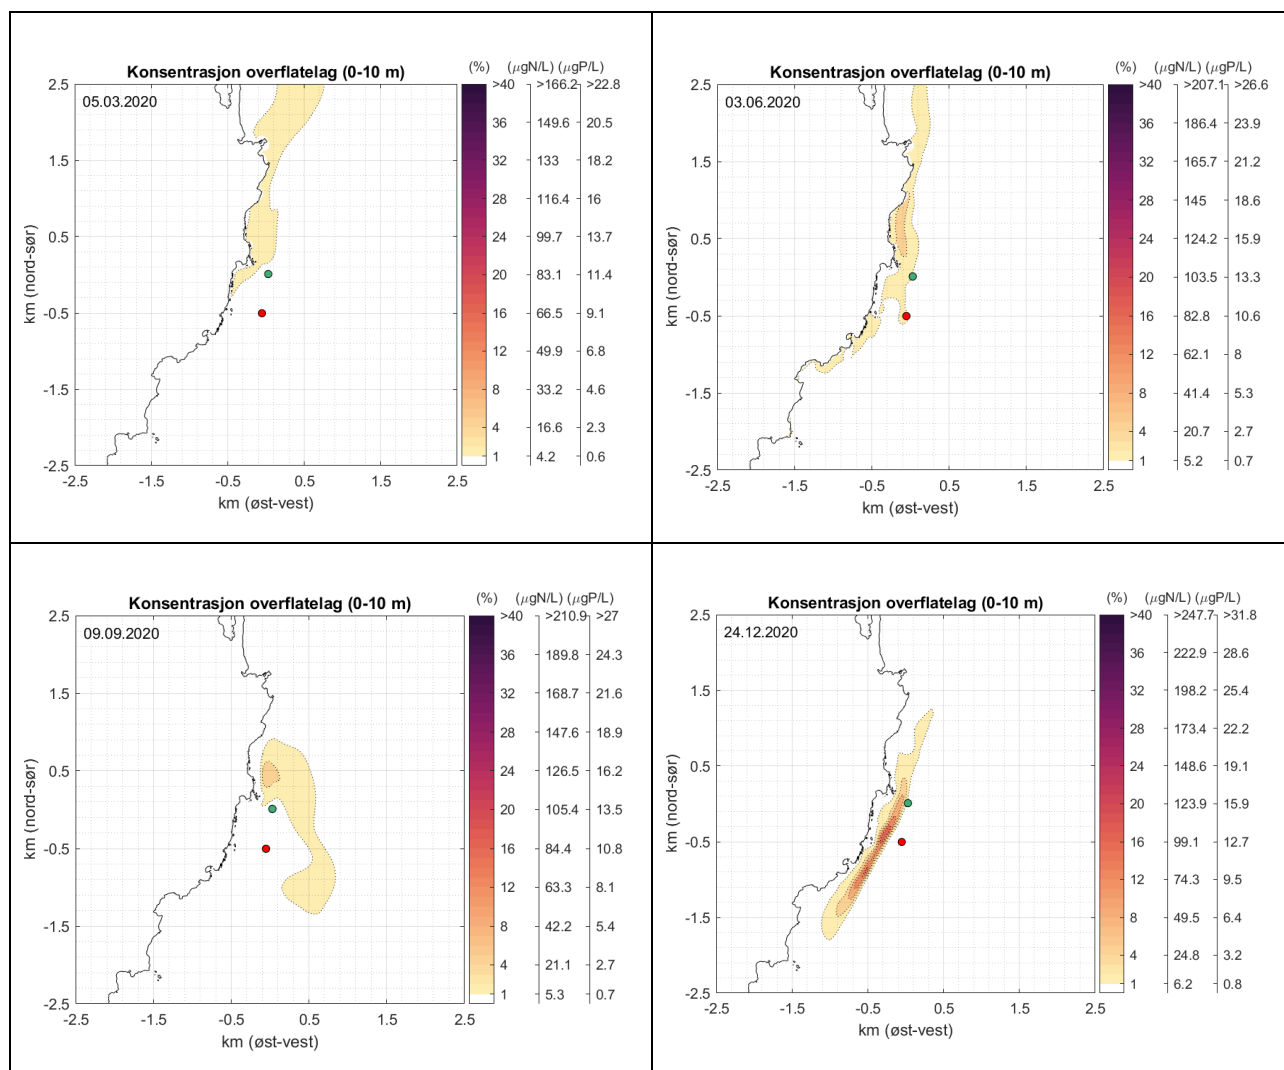 Konsentrasjon overflatelag (0-10 m)
05.03.2020
(%) (µgN/L) (µgP/L)
>40 >166.2 >22.8
36 149.6 20.5
32 133 18.2
28 116.4 16
24 99.7 13.7
20 83.1 11.4
16 66.5 9.1
12 49.9 6.8
8 33.2 4.6
4 16.6 2.3
1 4.2 0.6
2.5
1.5
0.5
-0.5
-1.5
-2.5
km (nord-sør)
-2.5 -1.5 -0.5 0.5 1.5 2.5
km (øst-vest)
Konsentrasjon overflatelag (0-10 m)
03.06.2020
(%) (µgN/L) (µgP/L)
>40 >207.1 >26.6
36 186.4 23.9
32 165.7 21.2
28 145 18.6
24 124.2 15.9
20 103.5 13.3
16 82.8 10.6
12 62.1 8
8 41.4 5.3
4 20.7 2.7
1 5.2 0.7
2.5
1.5
0.5
-0.5
-1.5
-2.5
km (nord-sør)
-2.5 -1.5 -0.5 0.5 1.5 2.5
km (øst-vest)
Konsentrasjon overflatelag (0-10 m)
09.09.2020
(%) (µgN/L) (µgP/L)
>40 >210.9 >27
36 189.8 24.3
32 168.7 21.6
28 147.6 18.9
24 126.5 16.2
20 105.4 13.5
16 84.4 10.8
12 63.3 8.1
8 42.2 5.4
4 21.1 2.7
1 5.3 0.7
2.5
1.5
0.5
-0.5
-1.5
-2.5
km (nord-sør)
-2.5 -1.5 -0.5 0.5 1.5 2.5
km (øst-vest)
Konsentrasjon overflatelag (0-10 m)
24.12.2020
(%) (µgN/L) (µgP/L)
>40 >247.7 >31.8
36 222.9 28.6
32 198.2 25.4
28 173.4 22.2
24 148.6 19.1
20 123.9 15.9
16 99.1 12.7
12 74.3 9.5
8 49.5 6.4
4 24.8 3.2
1 6.2 0.8
2.5
1.5
0.5
-0.5
-1.5
-2.5
km (nord-sør)
-2.5 -1.5 -0.5 0.5 1.5 2.5
km (øst-vest)